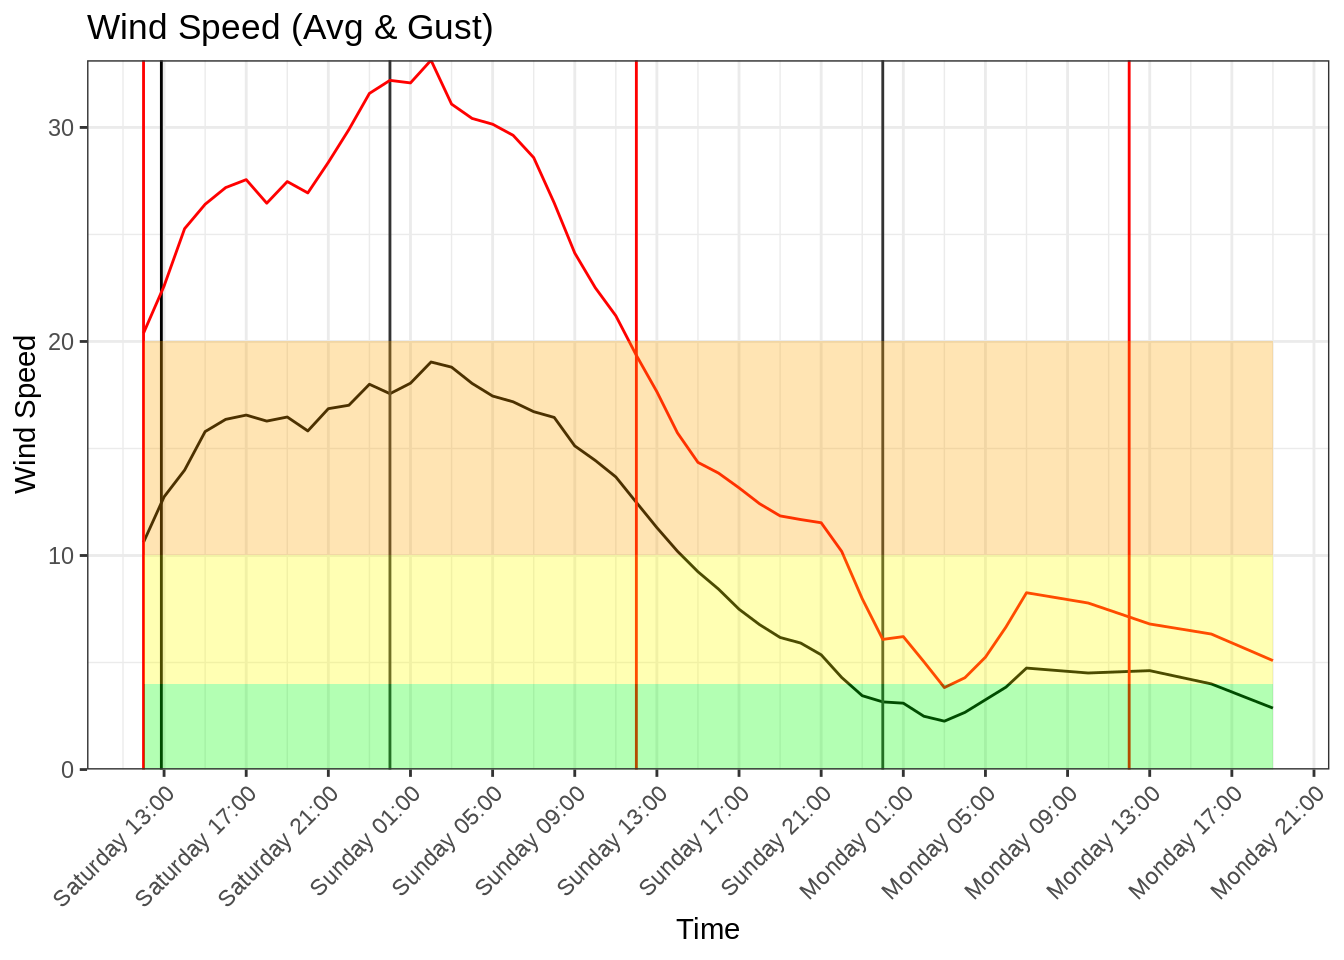 Wind Speed (Avg & Gust)
Wind Speed
30
20
10
0
Saturday 13:00
Saturday 17:00
Saturday 21:00
Sunday 01:00
Sunday 05:00
Sunday 09:00
Sunday 13:00
Sunday 17:00
Sunday 21:00
Monday 01:00
Monday 05:00
Monday 09:00
Monday 13:00
Monday 17:00
Monday 21:00
Time